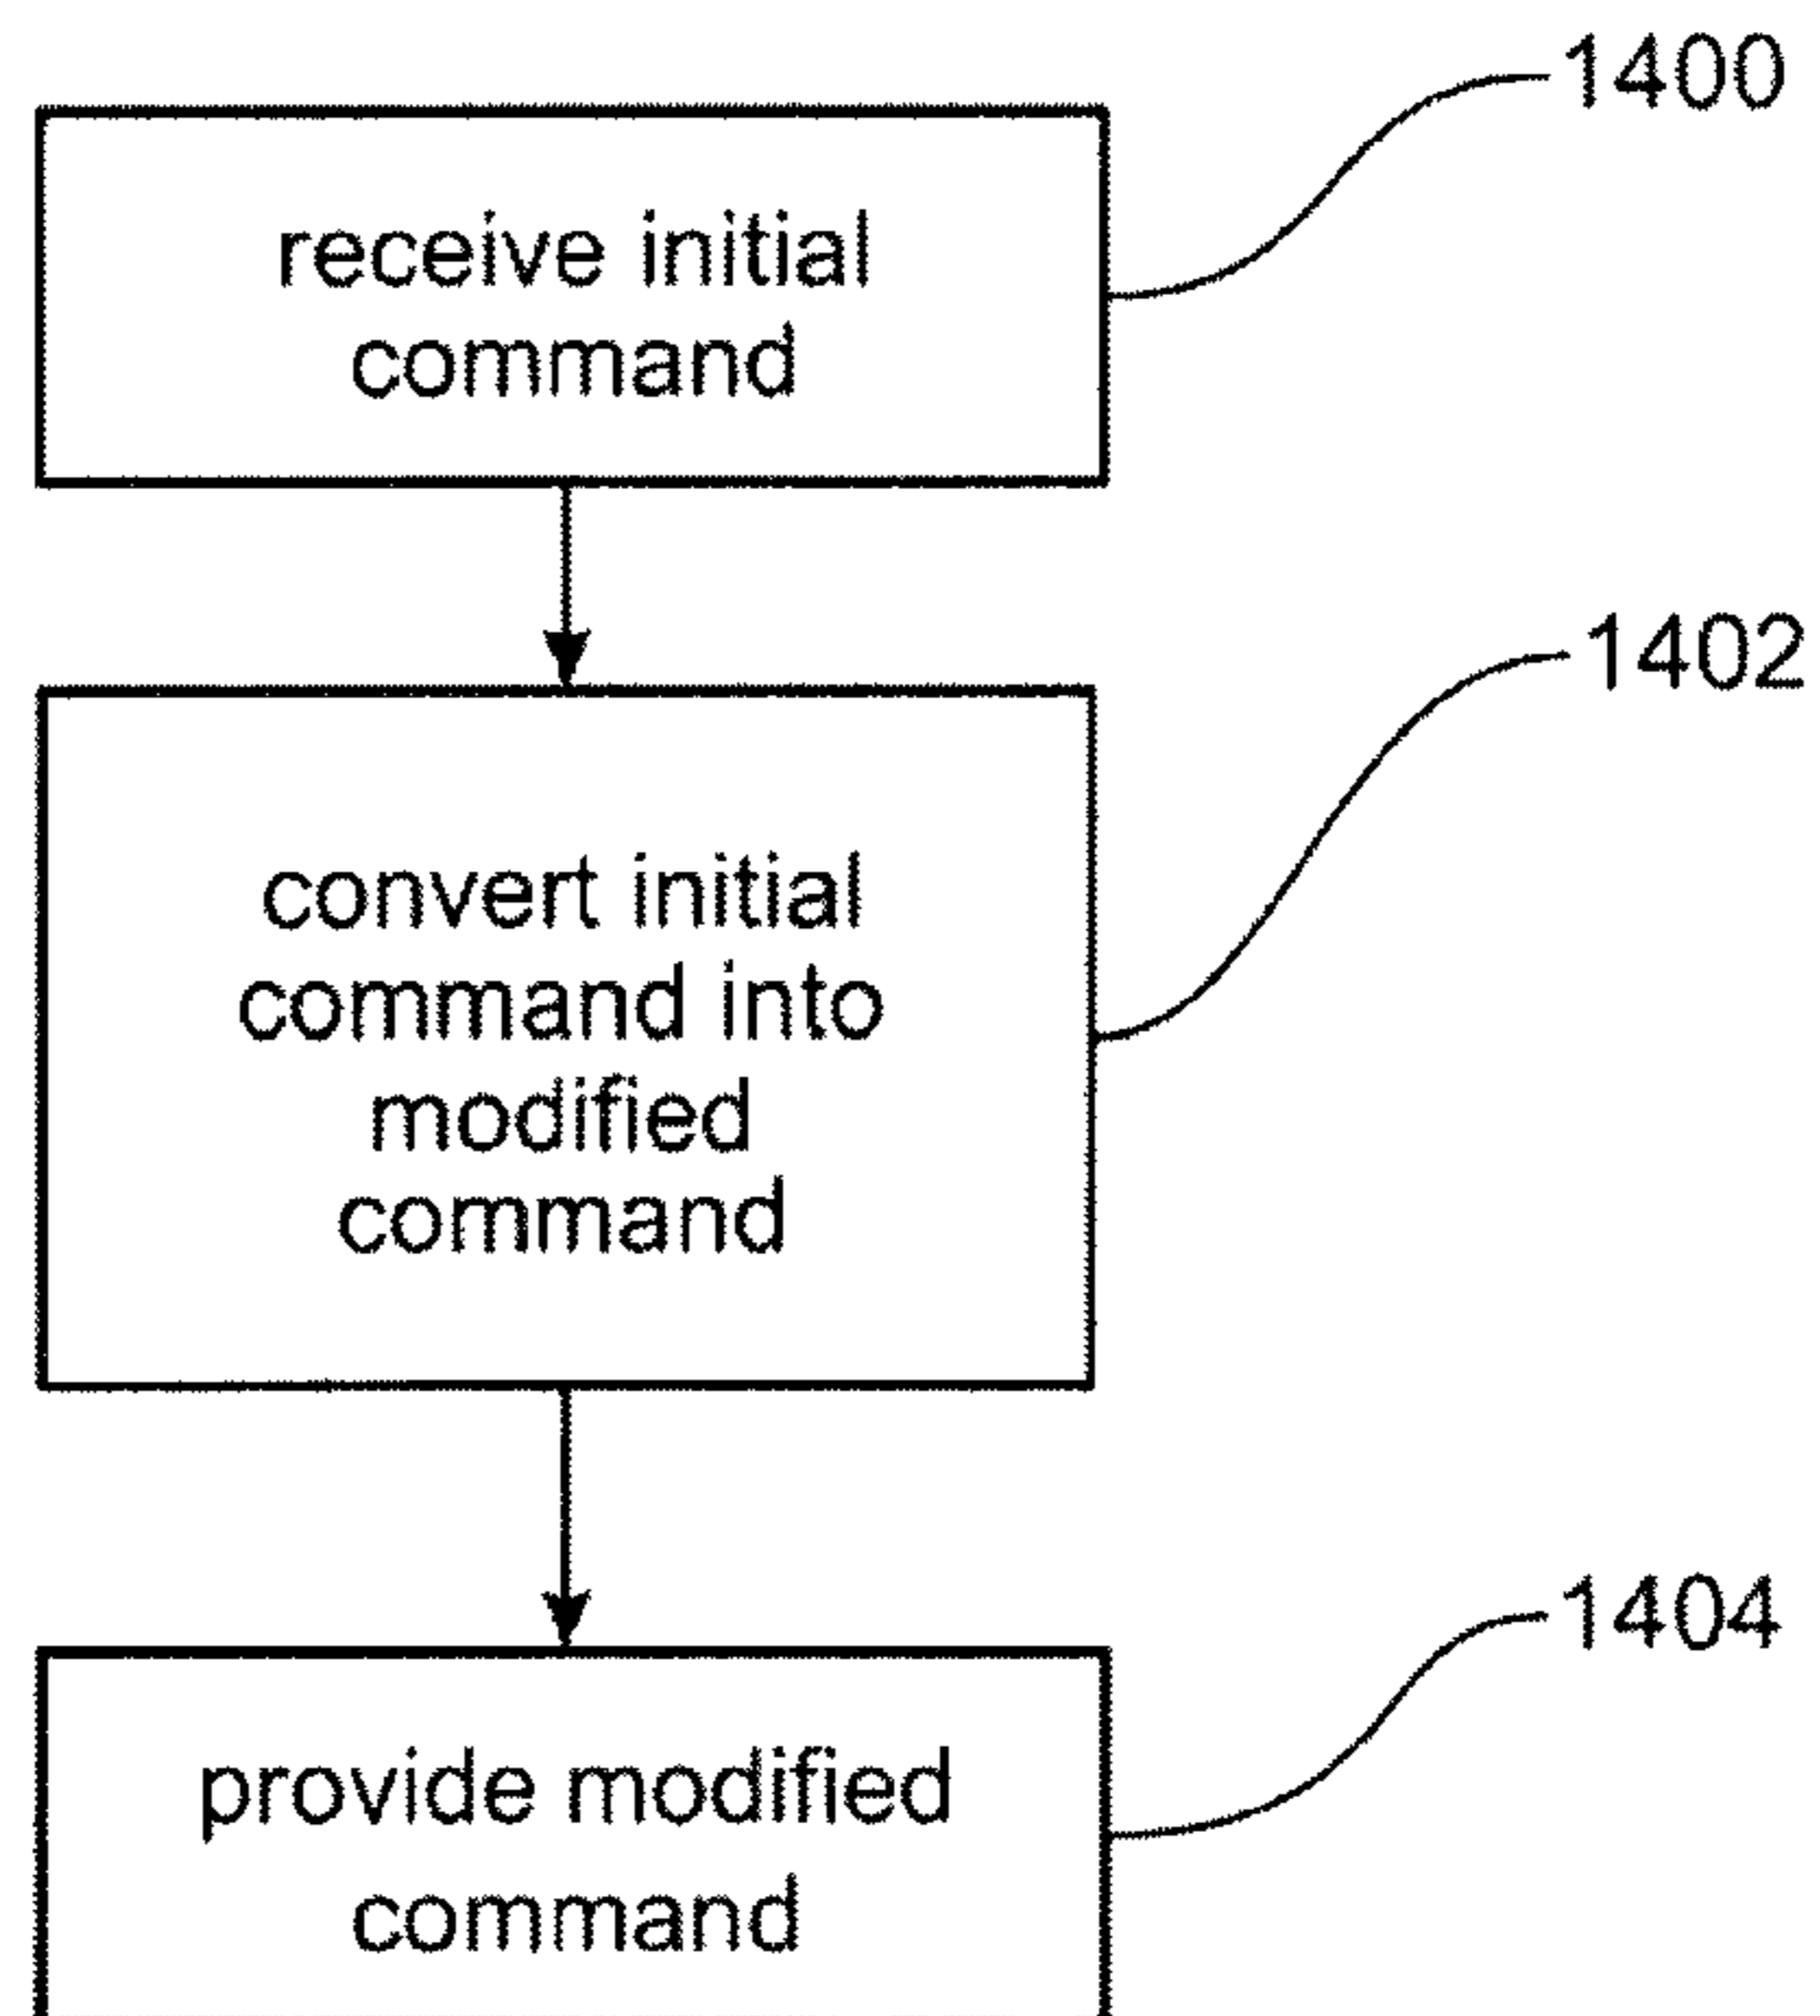 1400
receive initial
command
1402
convert initial
command into
modified
command
1404
provide modified
command